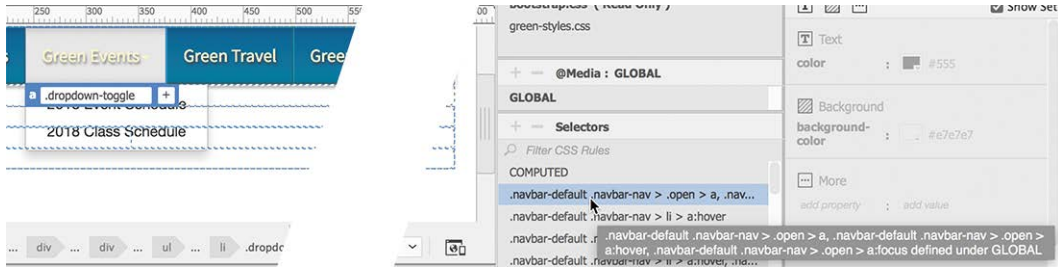 250 300 350 400 450 500
Green Events Green Travel Gree
a .dropdown-toggle +
2018 Class Schedule
... div ... div ... ul ... li .dropdo
00
bootstrap.css ( Read Only )
green-styles.css
+ − @Media : GLOBAL
GLOBAL
+ − Selectors
Filter CSS Rules
COMPUTED
.navbar-default .navbar-nav > .open > a, .nav...
.navbar-default .navbar-nav > li > a:hover
.navbar-default
.navbar-default .navbar-nav > li > a:hover, .na...
.navbar-default .navbar-nav > .open > a, .navbar-default .navbar-nav > .open >
a:hover, .navbar-default .navbar-nav > .open > a:focus defined under GLOBAL
Show Set
T Text
color : #555
Background
background-
color : #e7e7e7
More
add property : add value